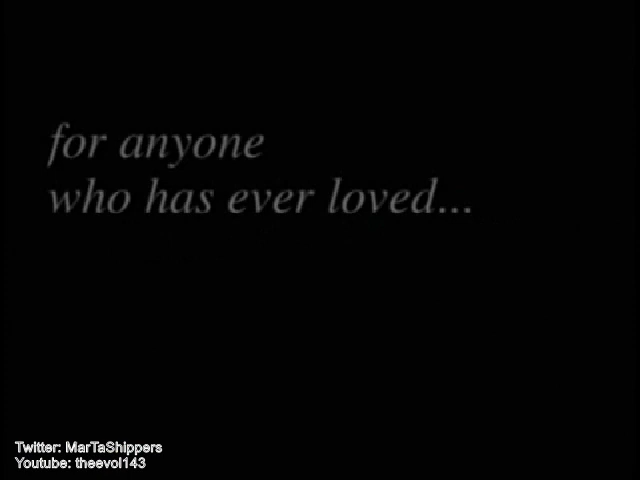 for anyone
who has ever loved...
Twitter: MarTaShippers
Youtube: theevol143